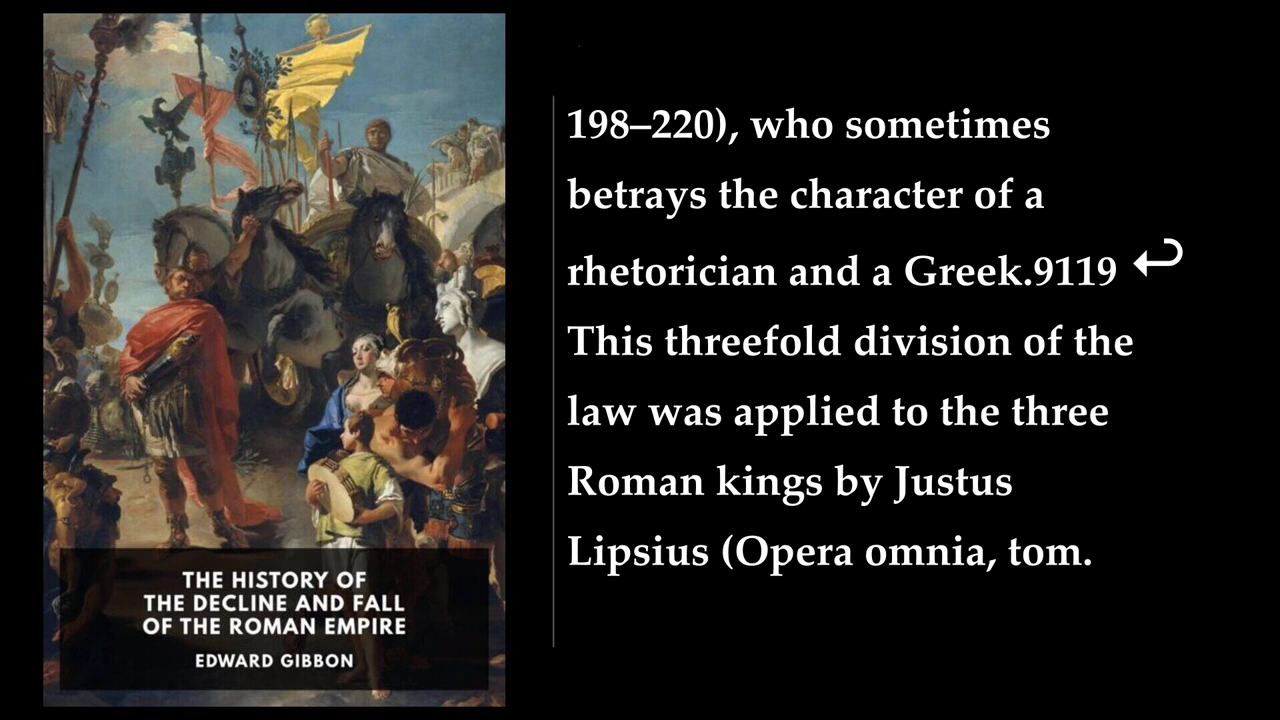 THE HISTORY OF
THE DECLINE AND FALL
OF THE ROMAN EMPIRE
EDWARD GIBBON
198–220), who sometimes
betrays the character of a
rhetorician and a Greek.9119 ↩
This threefold division of the
law was applied to the three
Roman kings by Justus
Lipsius (Opera omnia, tom.